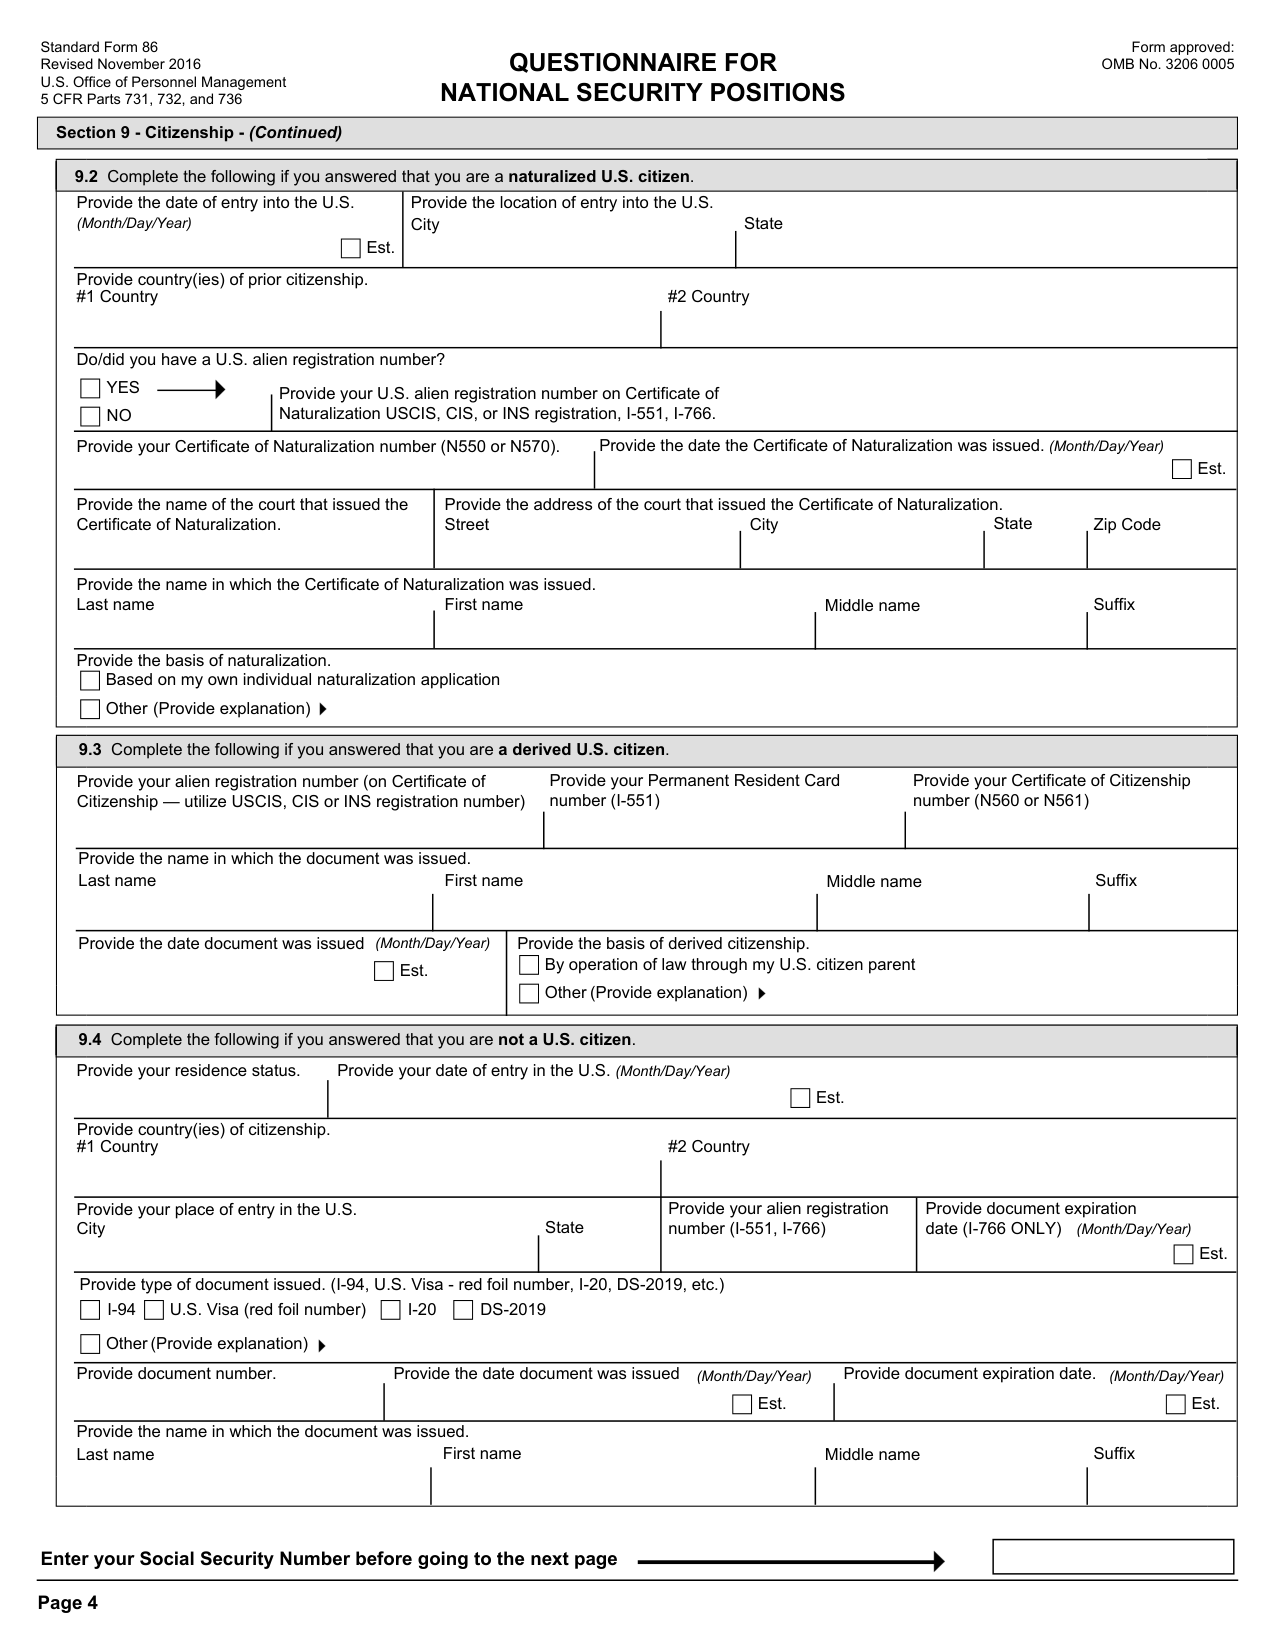 Standard Form 86
Revised November 2016
U.S. Office of Personnel Management
5 CFR Parts 731, 732, and 736
QUESTIONNAIRE FOR
NATIONAL SECURITY POSITIONS
Form approved:
OMB No. 3206 0005
Section 9 - Citizenship - (Continued)
9.2 Complete the following if you answered that you are a naturalized U.S. citizen.
Provide the date of entry into the U.S.
(Month/Day/Year)
Est.
Provide the location of entry into the U.S.
City
State
Provide country(ies) of prior citizenship.
#1 Country
#2 Country
Do/did you have a U.S. alien registration number?
YES
NO
Provide your U.S. alien registration number on Certificate of
Naturalization USCIS, CIS, or INS registration, I-551, I-766.
Provide your Certificate of Naturalization number (N550 or N570).
Provide the date the Certificate of Naturalization was issued. (Month/Day/Year)
Est.
Provide the name of the court that issued the
Certificate of Naturalization.
Provide the address of the court that issued the Certificate of Naturalization.
Street
City
State
Zip Code
Provide the name in which the Certificate of Naturalization was issued.
Last name
First name
Middle name
Suffix
Provide the basis of naturalization.
Based on my own individual naturalization application
Other (Provide explanation)
9.3 Complete the following if you answered that you are a derived U.S. citizen.
Provide your alien registration number (on Certificate of
Citizenship — utilize USCIS, CIS or INS registration number)
Provide your Permanent Resident Card
number (I-551)
Provide your Certificate of Citizenship
number (N560 or N561)
Provide the name in which the document was issued.
Last name
First name
Middle name
Suffix
Provide the date document was issued (Month/Day/Year)
Est.
Provide the basis of derived citizenship.
By operation of law through my U.S. citizen parent
Other (Provide explanation)
9.4 Complete the following if you answered that you are not a U.S. citizen.
Provide your residence status.
Provide your date of entry in the U.S. (Month/Day/Year)
Est.
Provide country(ies) of citizenship.
#1 Country
#2 Country
Provide your place of entry in the U.S.
City
State
Provide your alien registration
number (I-551, I-766)
Provide document expiration
date (I-766 ONLY) (Month/Day/Year)
Est.
Provide type of document issued. (I-94, U.S. Visa - red foil number, I-20, DS-2019, etc.)
I-94 U.S. Visa (red foil number) I-20 DS-2019
Other (Provide explanation)
Provide document number.
Provide the date document was issued (Month/Day/Year)
Est.
Provide document expiration date. (Month/Day/Year)
Est.
Provide the name in which the document was issued.
Last name
First name
Middle name
Suffix
Enter your Social Security Number before going to the next page
Page 4